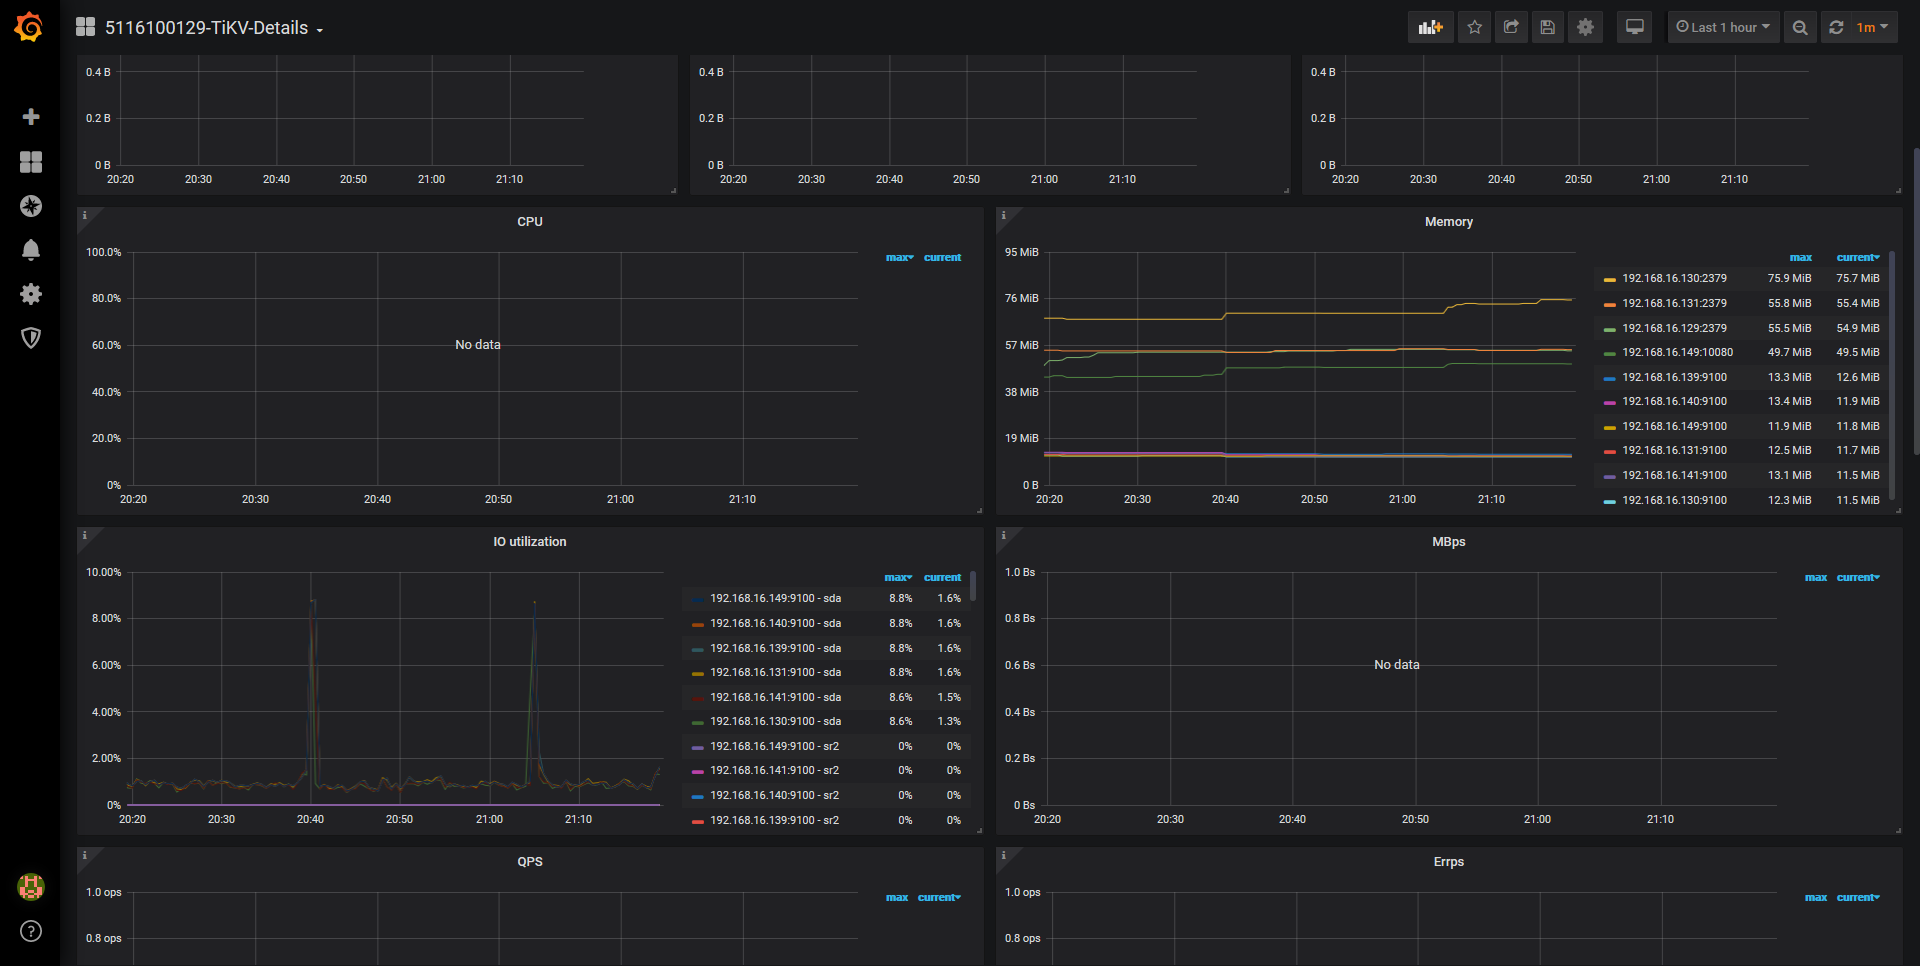 5116100129-TiKV-Details
Last 1 hour
1m
0.4 B
0.2 B
0 B
20:20 20:30 20:40 20:50 21:00 21:10
0.4 B
0.2 B
0 B
20:20 20:30 20:40 20:50 21:00 21:10
0.4 B
0.2 B
0 B
20:20 20:30 20:40 20:50 21:00 21:10
i
CPU
100.0%
80.0%
60.0%
40.0%
20.0%
0%
No data
20:20 20:30 20:40 20:50 21:00 21:10
max current
i
Memory
95 MiB
76 MiB
57 MiB
38 MiB
19 MiB
0 B
20:20 20:30 20:40 20:50 21:00 21:10
max current
192.168.16.130:2379 75.9 MiB 75.7 MiB
192.168.16.131:2379 55.8 MiB 55.4 MiB
192.168.16.129:2379 55.5 MiB 54.9 MiB
192.168.16.149:10080 49.7 MiB 49.5 MiB
192.168.16.139:9100 13.3 MiB 12.6 MiB
192.168.16.140:9100 13.4 MiB 11.9 MiB
192.168.16.149:9100 11.9 MiB 11.8 MiB
192.168.16.131:9100 12.5 MiB 11.7 MiB
192.168.16.141:9100 13.1 MiB 11.5 MiB
192.168.16.130:9100 12.3 MiB 11.5 MiB
i
IO utilization
10.00%
8.00%
6.00%
4.00%
2.00%
0%
20:20 20:30 20:40 20:50 21:00 21:10
max current
192.168.16.149:9100 - sda 8.8% 1.6%
192.168.16.140:9100 - sda 8.8% 1.6%
192.168.16.139:9100 - sda 8.8% 1.6%
192.168.16.131:9100 - sda 8.8% 1.6%
192.168.16.141:9100 - sda 8.6% 1.5%
192.168.16.130:9100 - sda 8.6% 1.3%
192.168.16.149:9100 - sr2 0% 0%
192.168.16.141:9100 - sr2 0% 0%
192.168.16.140:9100 - sr2 0% 0%
192.168.16.139:9100 - sr2 0% 0%
i
MBps
1.0 Bs
0.8 Bs
0.6 Bs
0.4 Bs
0.2 Bs
0 Bs
No data
20:20 20:30 20:40 20:50 21:00 21:10
max current
i
QPS
1.0 ops
0.8 ops
max current
i
Errps
1.0 ops
0.8 ops
max current